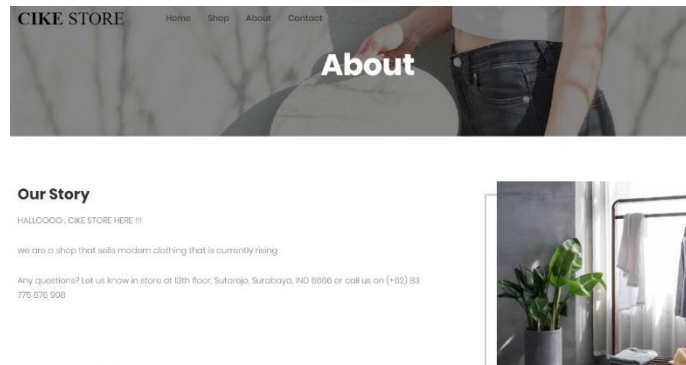 CIKE STORE
Home Shop About Contact
About
Our Story
HALLOOOO , CIKE STORE HERE !!!
we are a shop that sells modern clothing that is currently rising
Any questions? Let us know in store at 13th floor, Sutorejo, Surabaya, IND 6666 or call us on (+62) 83
775 876 908